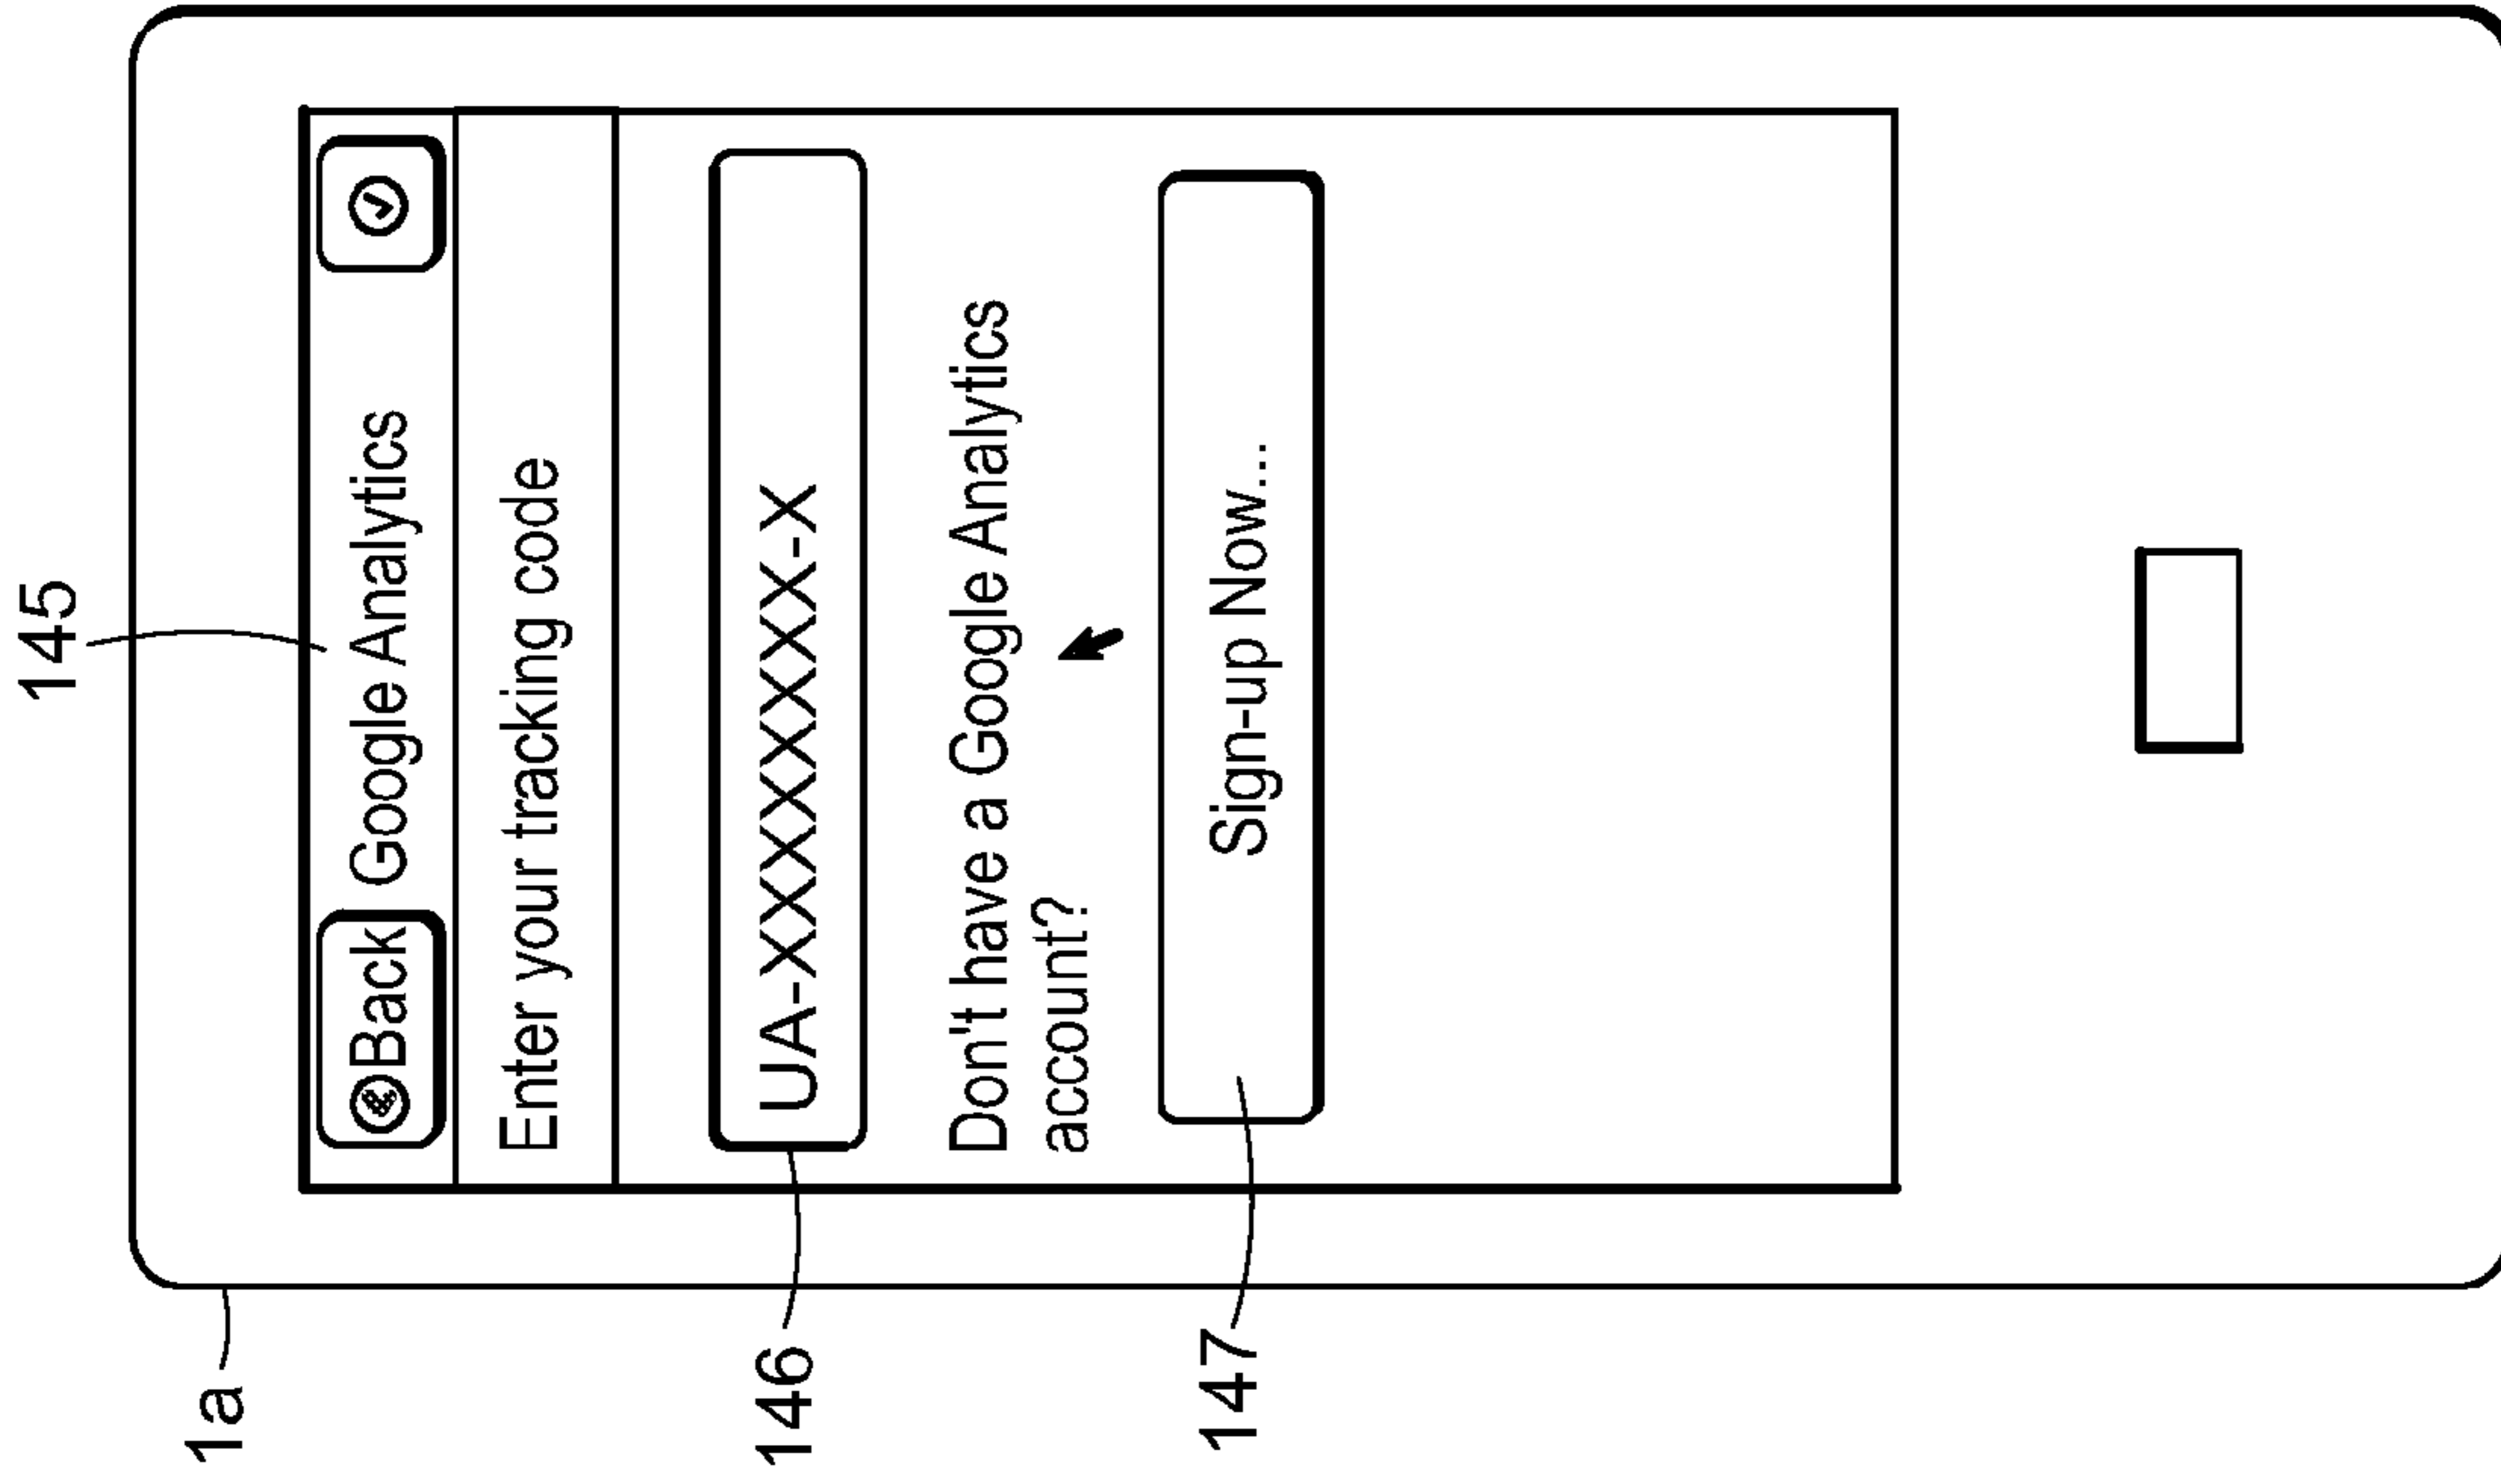 145
1a
Back Google Analytics
Enter your tracking code
146
UA-XXXXXXXX-X
Don't have a Google Analytics
account?
147
Sign-up Now...